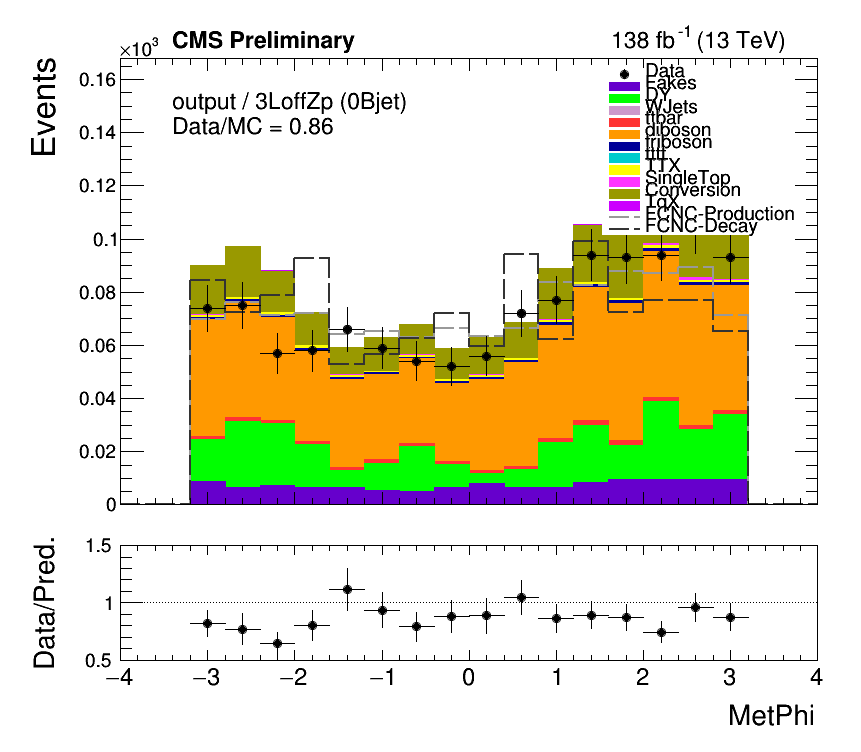 ×10³ CMS Preliminary 138 fb⁻¹ (13 TeV)
Events
output / 3LoffZp (0Bjet)
Data/MC = 0.86
Data
Fakes
DY
WJets
ttbar
diboson
triboson
tttt
TTX
SingleTop
Conversion
TqX
FCNC-Production
FCNC-Decay
0.16
0.14
0.12
0.1
0.08
0.06
0.04
0.02
0
Data/Pred.
1.5
1
0.5
−4 −3 −2 −1 0 1 2 3 4
MetPhi